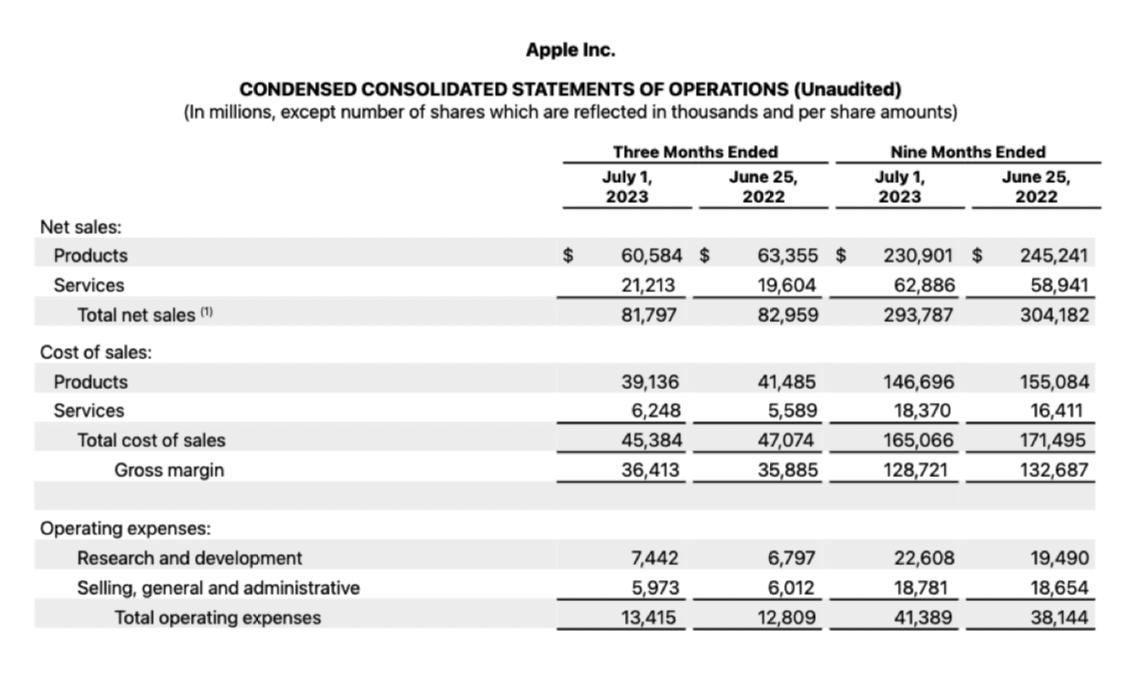 Apple Inc.
CONDENSED CONSOLIDATED STATEMENTS OF OPERATIONS (Unaudited)
(In millions, except number of shares which are reflected in thousands and per share amounts)
Three Months Ended Nine Months Ended
July 1, June 25, July 1, June 25,
2023 2022 2023 2022
Net sales:
Products $ 60,584 $ 63,355 $ 230,901 $ 245,241
Services 21,213 19,604 62,886 58,941
Total net sales (1) 81,797 82,959 293,787 304,182
Cost of sales:
Products 39,136 41,485 146,696 155,084
Services 6,248 5,589 18,370 16,411
Total cost of sales 45,384 47,074 165,066 171,495
Gross margin 36,413 35,885 128,721 132,687
Operating expenses:
Research and development 7,442 6,797 22,608 19,490
Selling, general and administrative 5,973 6,012 18,781 18,654
Total operating expenses 13,415 12,809 41,389 38,144